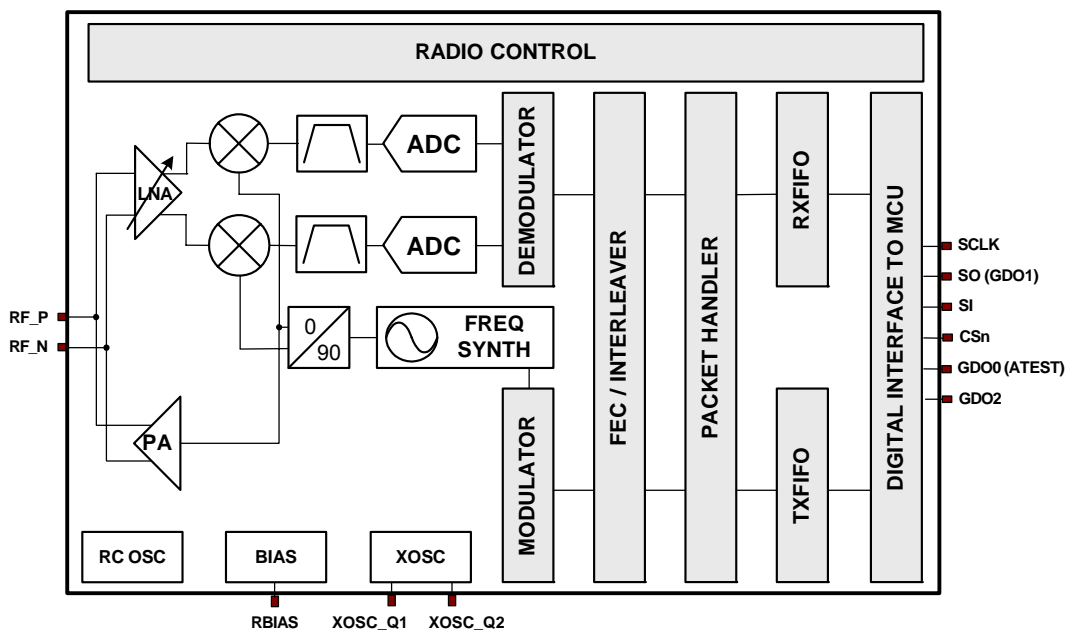 RADIO CONTROL
LNA
ADC
ADC
DEMODULATOR
FEC / INTERLEAVER
PACKET HANDLER
RXFIFO
DIGITAL INTERFACE TO MCU
SCLK
SO (GDO1)
SI
CSn
GDO0 (ATEST)
GDO2
RF_P
RF_N
0
90
FREQ
SYNTH
PA
MODULATOR
TXFIFO
RC OSC
BIAS
XOSC
RBIAS
XOSC_Q1
XOSC_Q2